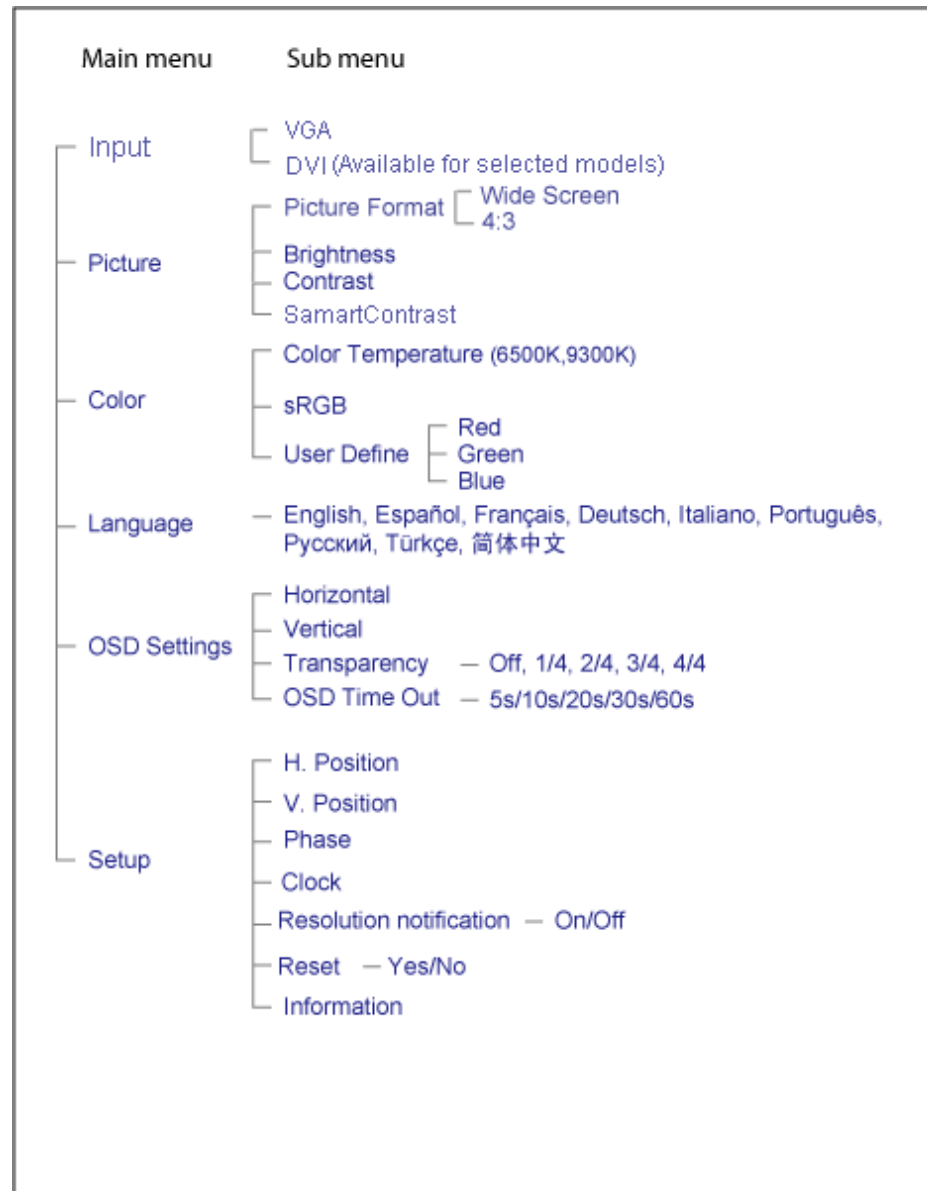 Main menu Sub menu
Input
VGA
DVI (Available for selected models)
Picture
Picture Format
Wide Screen
4:3
Brightness
Contrast
SamartContrast
Color
Color Temperature (6500K,9300K)
sRGB
User Define
Red
Green
Blue
Language
English, Español, Français, Deutsch, Italiano, Português,
Русский, Türkçe, 简体中文
OSD Settings
Horizontal
Vertical
Transparency — Off, 1/4, 2/4, 3/4, 4/4
OSD Time Out — 5s/10s/20s/30s/60s
Setup
H. Position
V. Position
Phase
Clock
Resolution notification — On/Off
Reset — Yes/No
Information